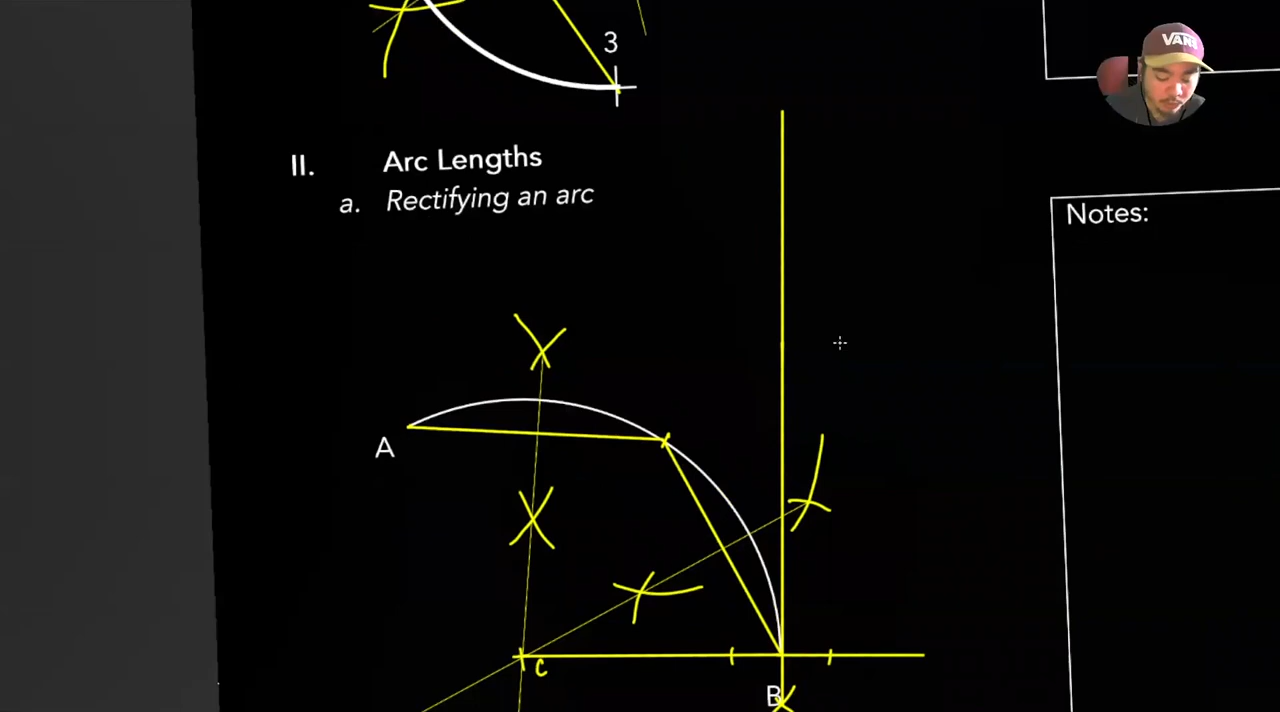 VANS
3
II. Arc Lengths
a. Rectifying an arc
Notes:
A
C
B